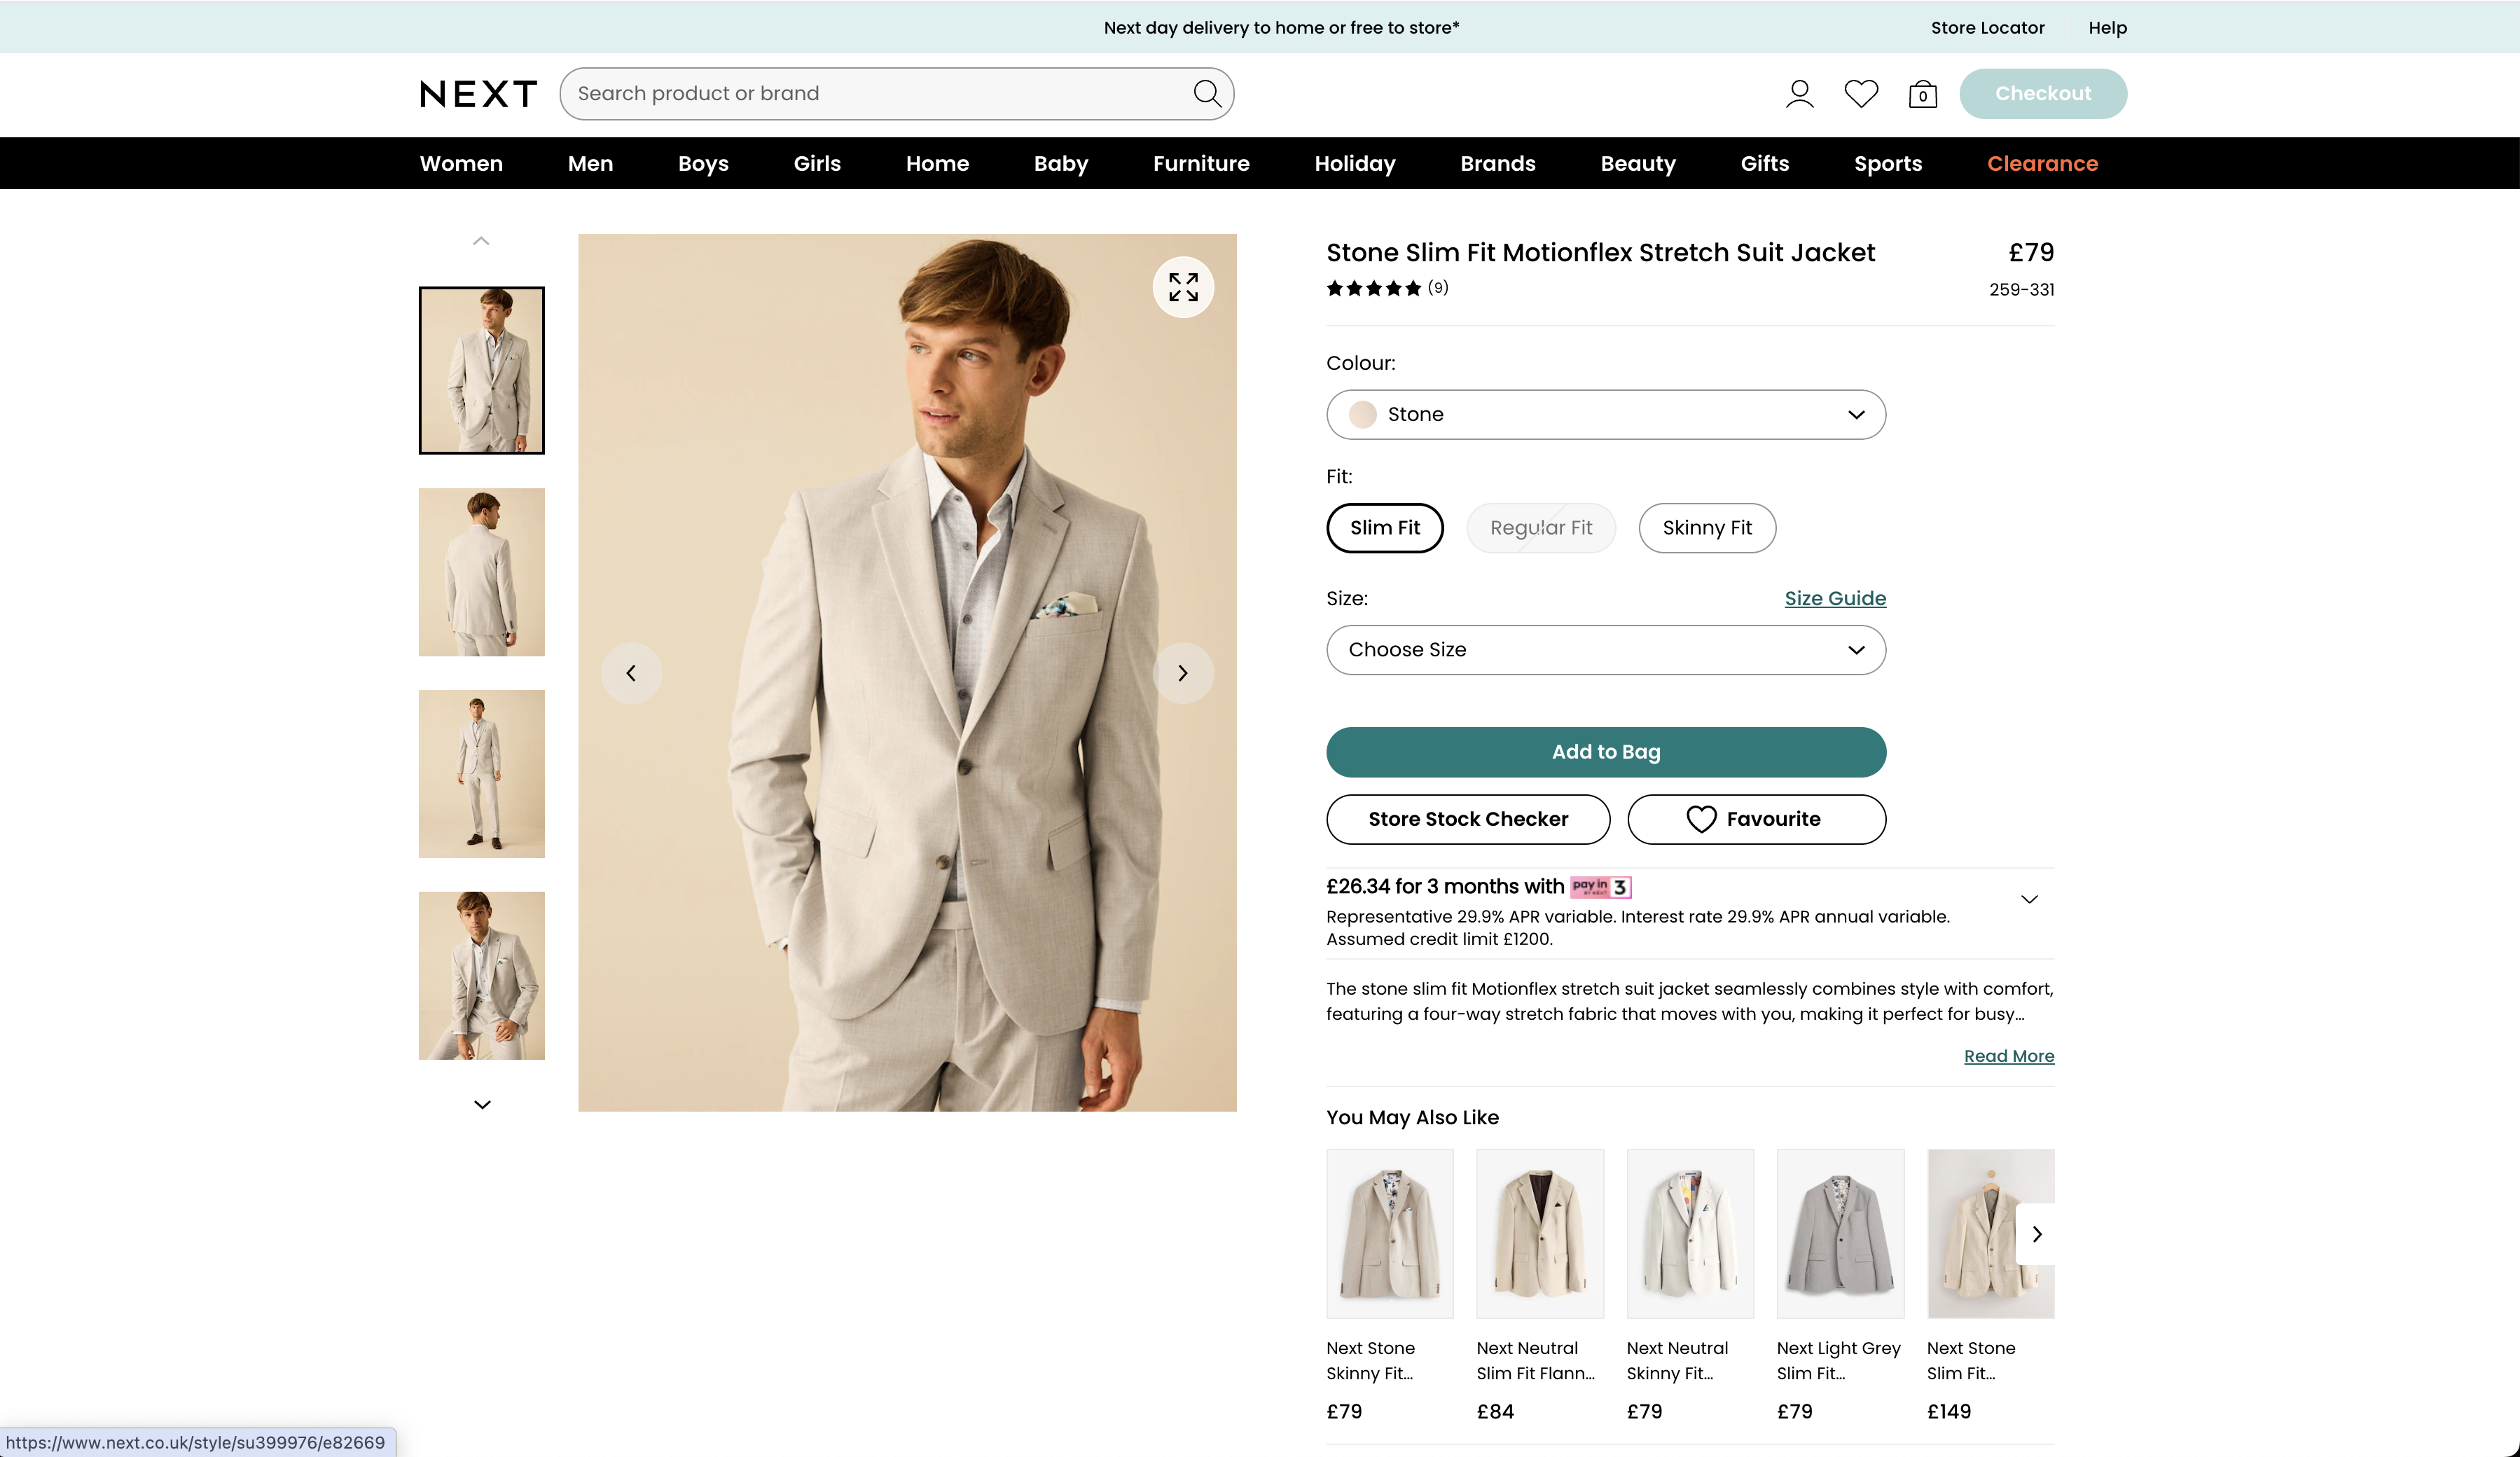 Next day delivery to home or free to store*
Store Locator
Help
NEXT
Search product or brand
0
Checkout
Women
Men
Boys
Girls
Home
Baby
Furniture
Holiday
Brands
Beauty
Gifts
Sports
Clearance
Stone Slim Fit Motionflex Stretch Suit Jacket
£79
(9)
259-331
Colour:
Stone
Fit:
Slim Fit
Regular Fit
Skinny Fit
Size:
Size Guide
Choose Size
Add to Bag
Store Stock Checker
Favourite
£26.34 for 3 months with pay in 3
BY NEXT
Representative 29.9% APR variable. Interest rate 29.9% APR annual variable.
Assumed credit limit £1200.
The stone slim fit Motionflex stretch suit jacket seamlessly combines style with comfort,
featuring a four-way stretch fabric that moves with you, making it perfect for busy...
Read More
You May Also Like
Next Stone
Skinny Fit...
£79
Next Neutral
Slim Fit Flann...
£84
Next Neutral
Skinny Fit...
£79
Next Light Grey
Slim Fit...
£79
Next Stone
Slim Fit...
£149
https://www.next.co.uk/style/su399976/e82669